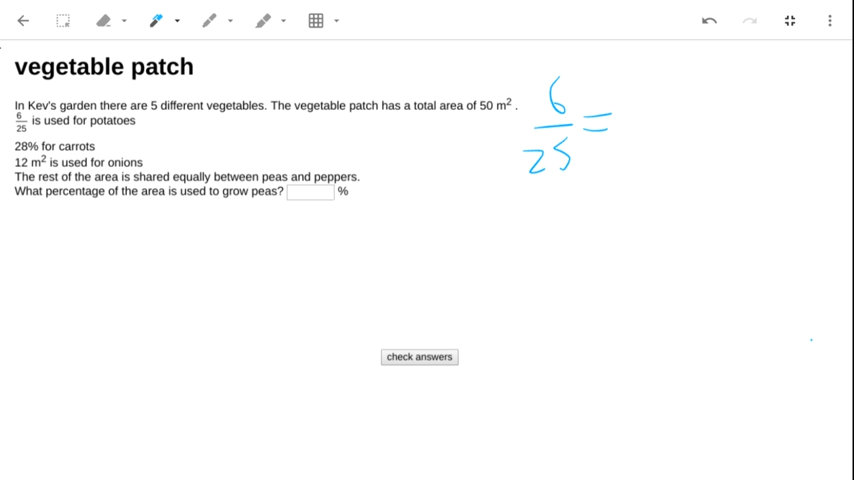 vegetable patch
In Kev's garden there are 5 different vegetables. The vegetable patch has a total area of 50 m² .
6/25 is used for potatoes
28% for carrots
12 m² is used for onions
The rest of the area is shared equally between peas and peppers.
What percentage of the area is used to grow peas? %
6/25 =
check answers